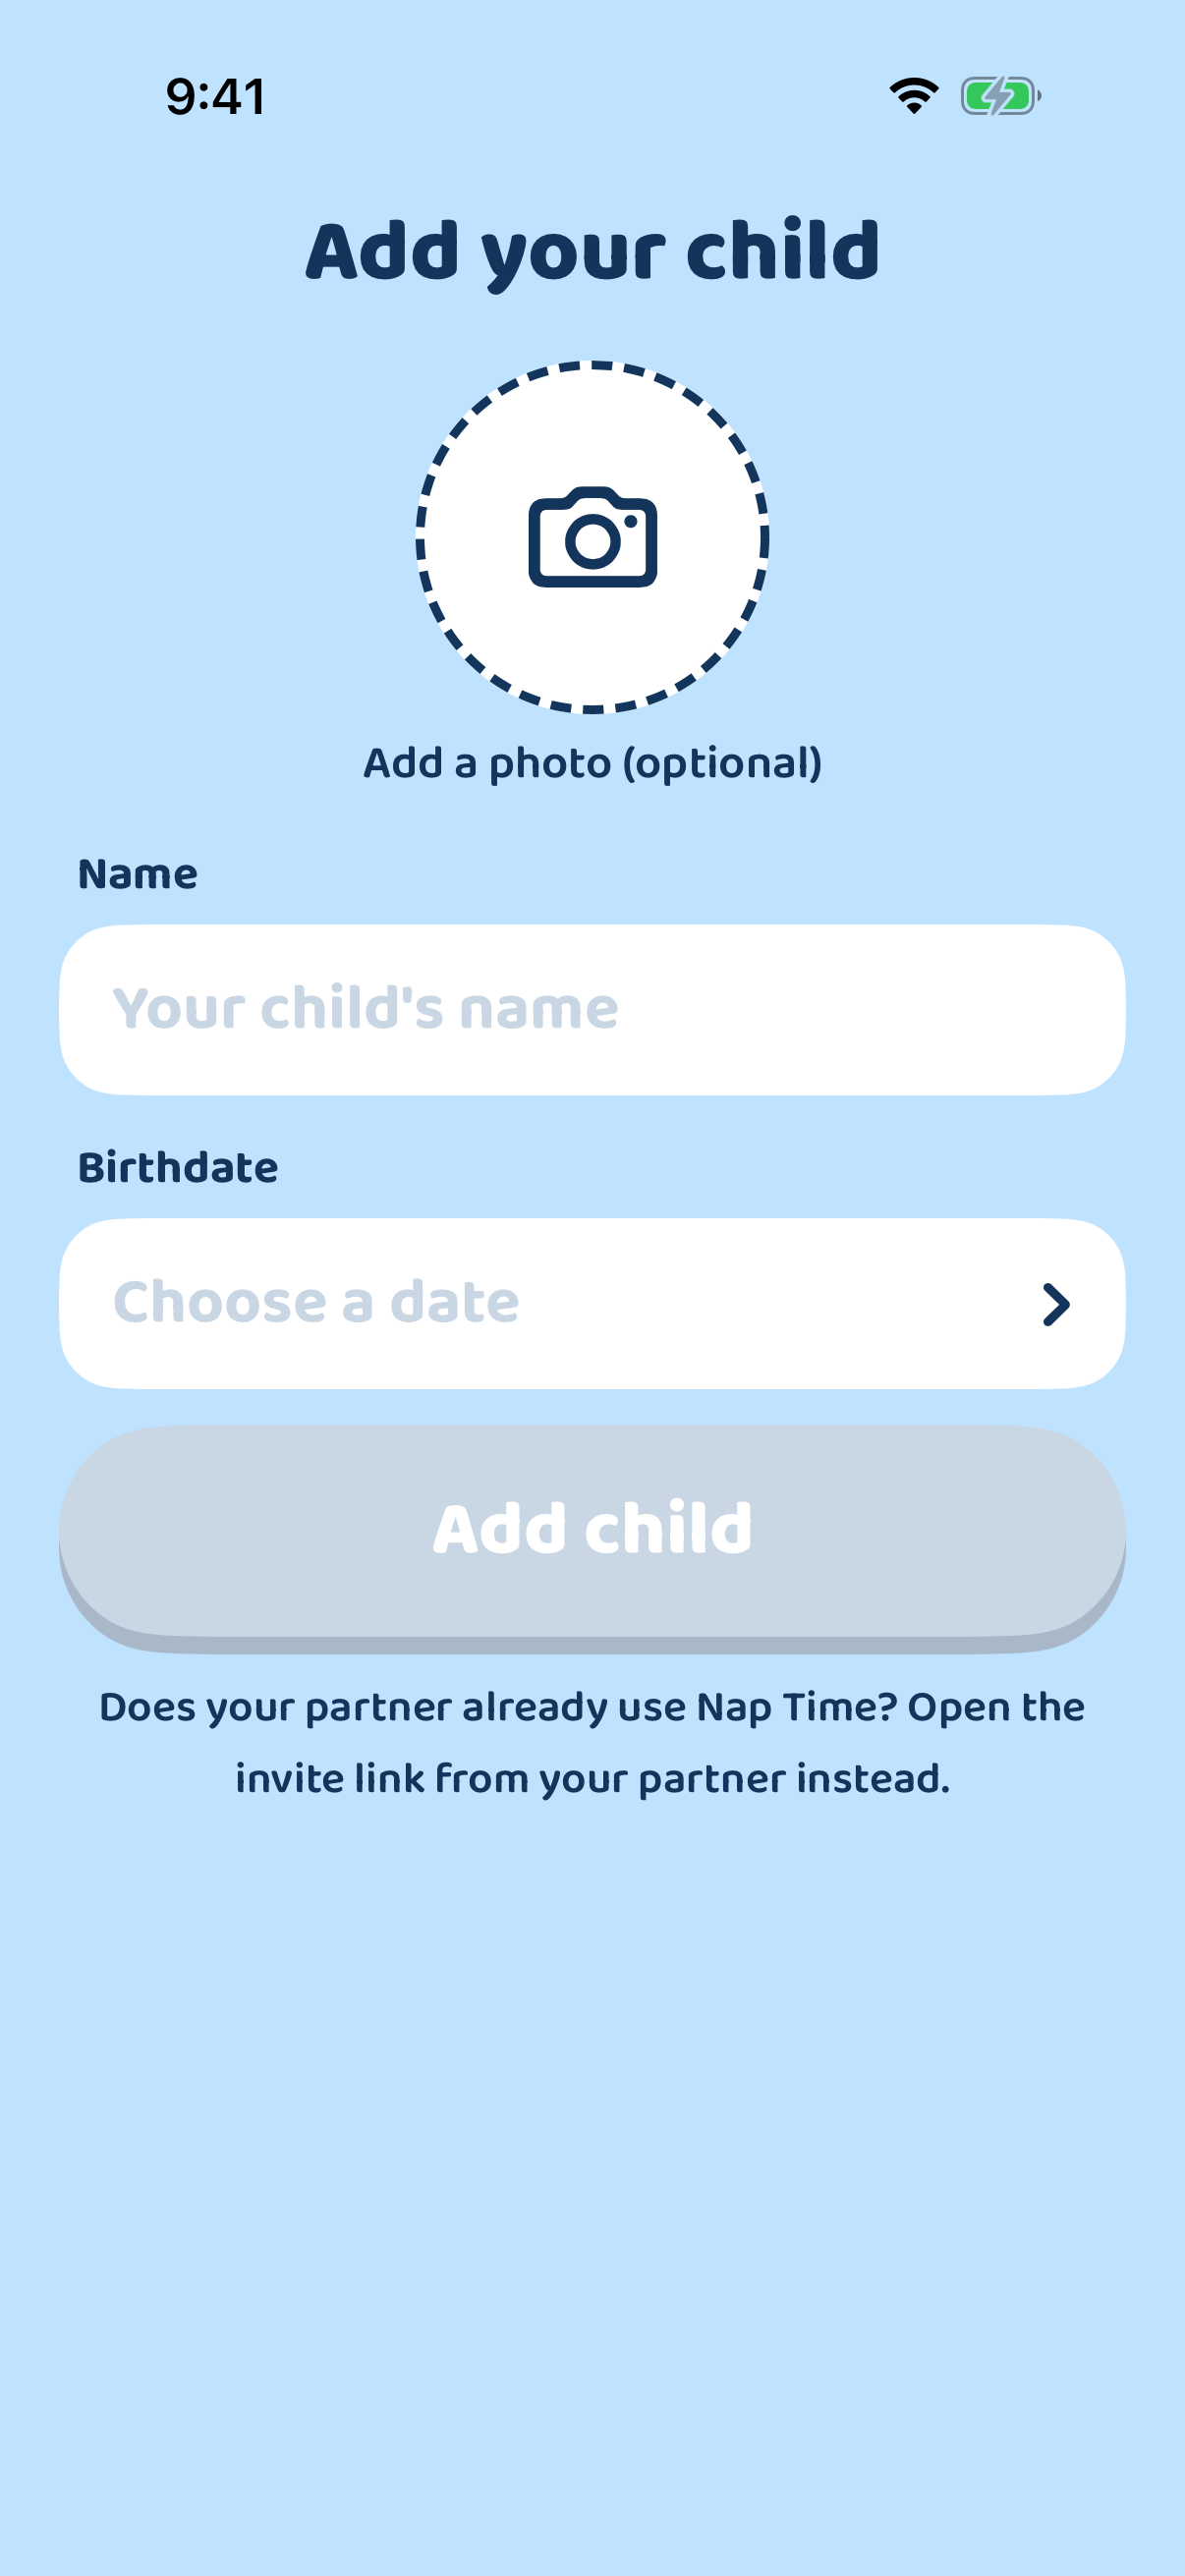 9:41
Add your child
Add a photo (optional)
Name
Your child's name
Birthdate
Choose a date
Add child
Does your partner already use Nap Time? Open the
invite link from your partner instead.